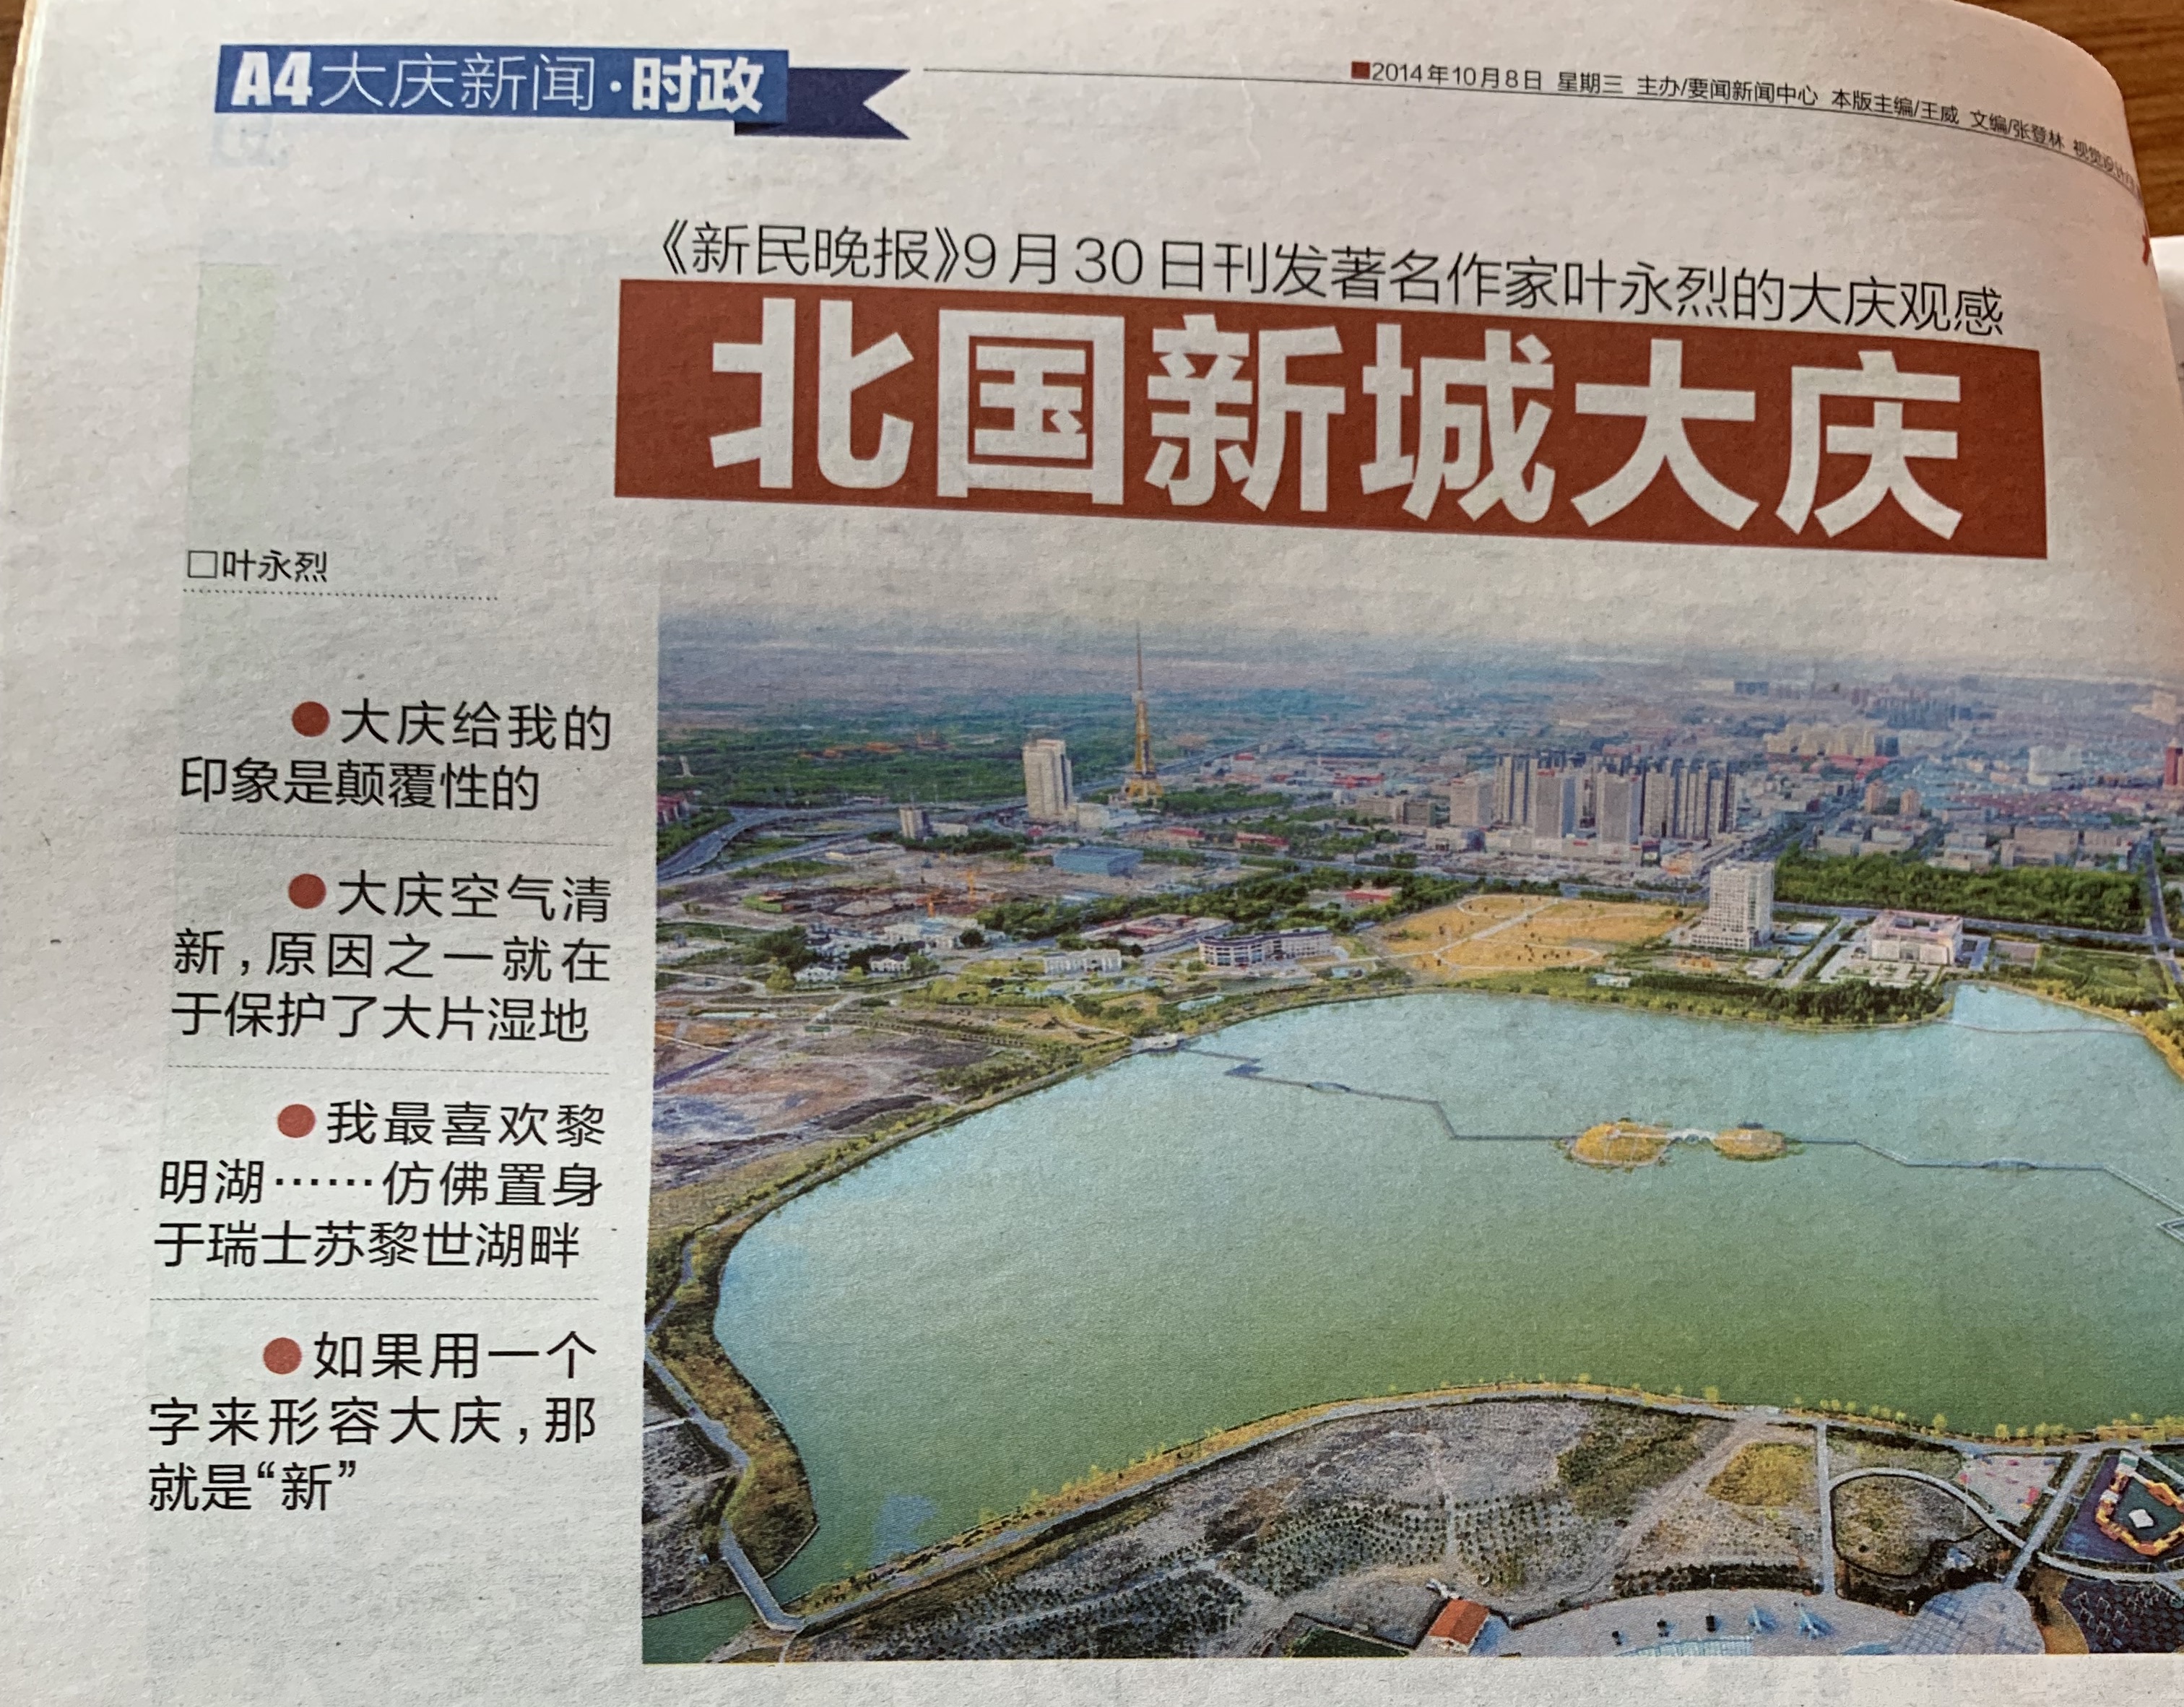 A4大庆新闻·时政
■2014年10月8日 星期三 主办/要闻新闻中心 本版主编/王威 文编/张登林 视觉设计
《新民晚报》9月30日刊发著名作家叶永烈的大庆观感
北国新城大庆
□叶永烈
●大庆给我的
印象是颠覆性的
●大庆空气清
新,原因之一就在
于保护了大片湿地
●我最喜欢黎
明湖……仿佛置身
于瑞士苏黎世湖畔
●如果用一个
字来形容大庆,那
就是“新”